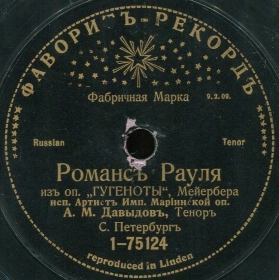 ФАВОРИТЪ-РЕКОРДЪ
Фабричная Марка
9.2.09.
Russian
Tenor
Романсъ Рауля
изъ оп. „ГУГЕНОТЫ“, Мейербера
исп. Артистъ Имп. Маріинской оп.
А. М. Давыдовъ, Теноръ
С. Петербургъ
1–75124
reproduced in Linden